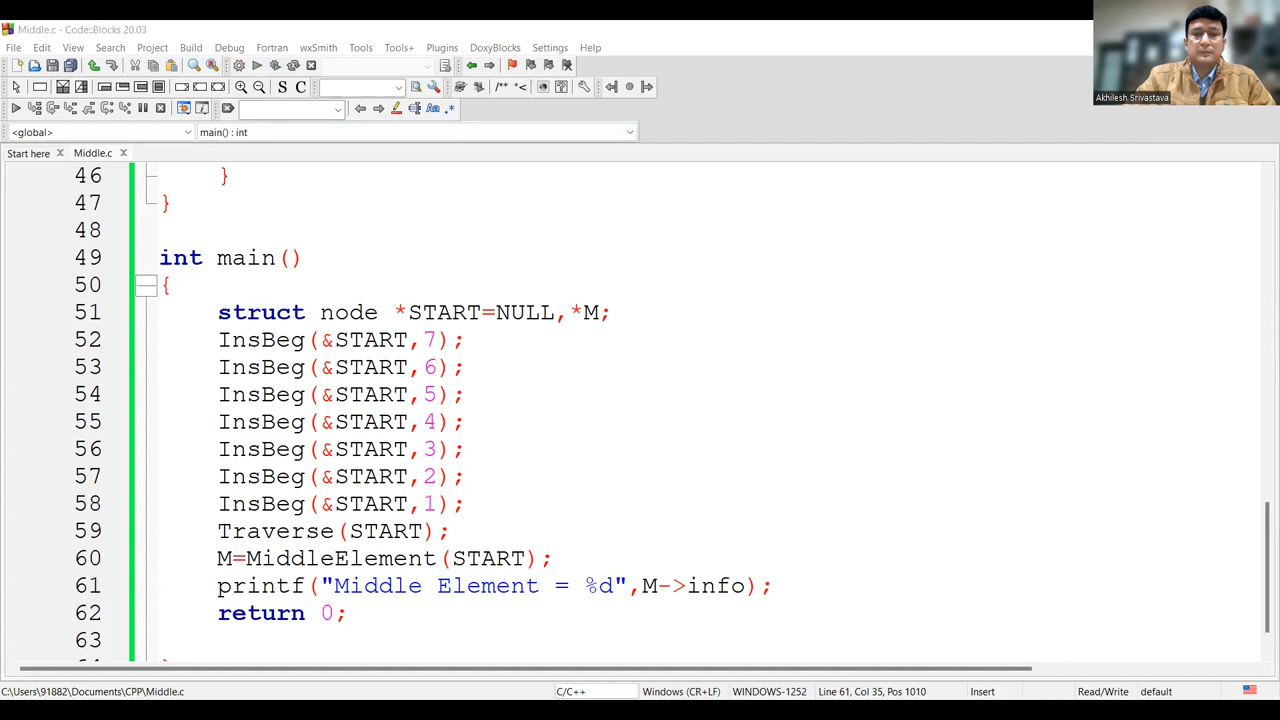 Middle.c - Code::Blocks 20.03
File Edit View Search Project Build Debug Fortran wxSmith Tools Tools+ Plugins DoxyBlocks Settings Help
Akhilesh Srivastava
<global> main() : int
Start here Middle.c
46 }
47 }
48
49 int main()
50 {
51 struct node *START=NULL,*M;
52 InsBeg(&START,7);
53 InsBeg(&START,6);
54 InsBeg(&START,5);
55 InsBeg(&START,4);
56 InsBeg(&START,3);
57 InsBeg(&START,2);
58 InsBeg(&START,1);
59 Traverse(START);
60 M=MiddleElement(START);
61 printf("Middle Element = %d",M->info);
62 return 0;
63
C:\Users\91882\Documents\CPP\Middle.c C/C++ Windows (CR+LF) WINDOWS-1252 Line 61, Col 35, Pos 1010 Insert Read/Write default